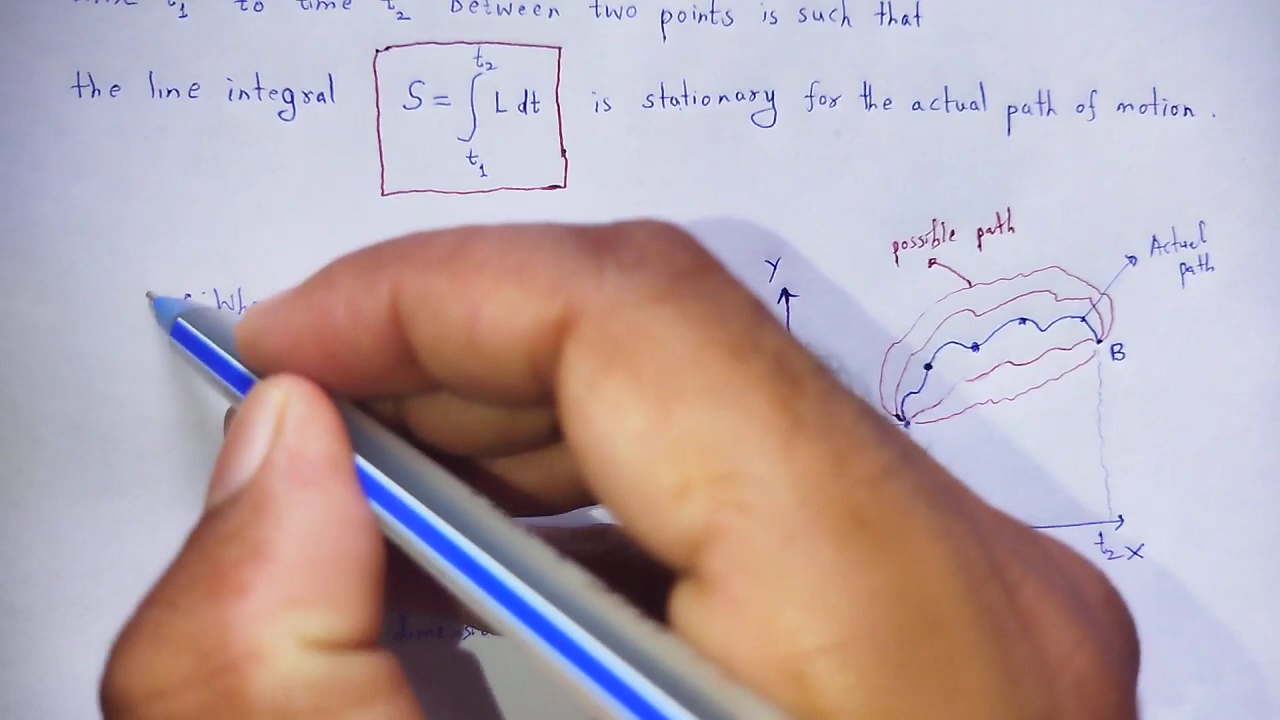 t₁ to time t₂ between two points is such that
the line integral S = ∫ t₂ t₁ L dt is stationary for the actual path of motion.
possible path
Actual path
Y
B
t₂ X